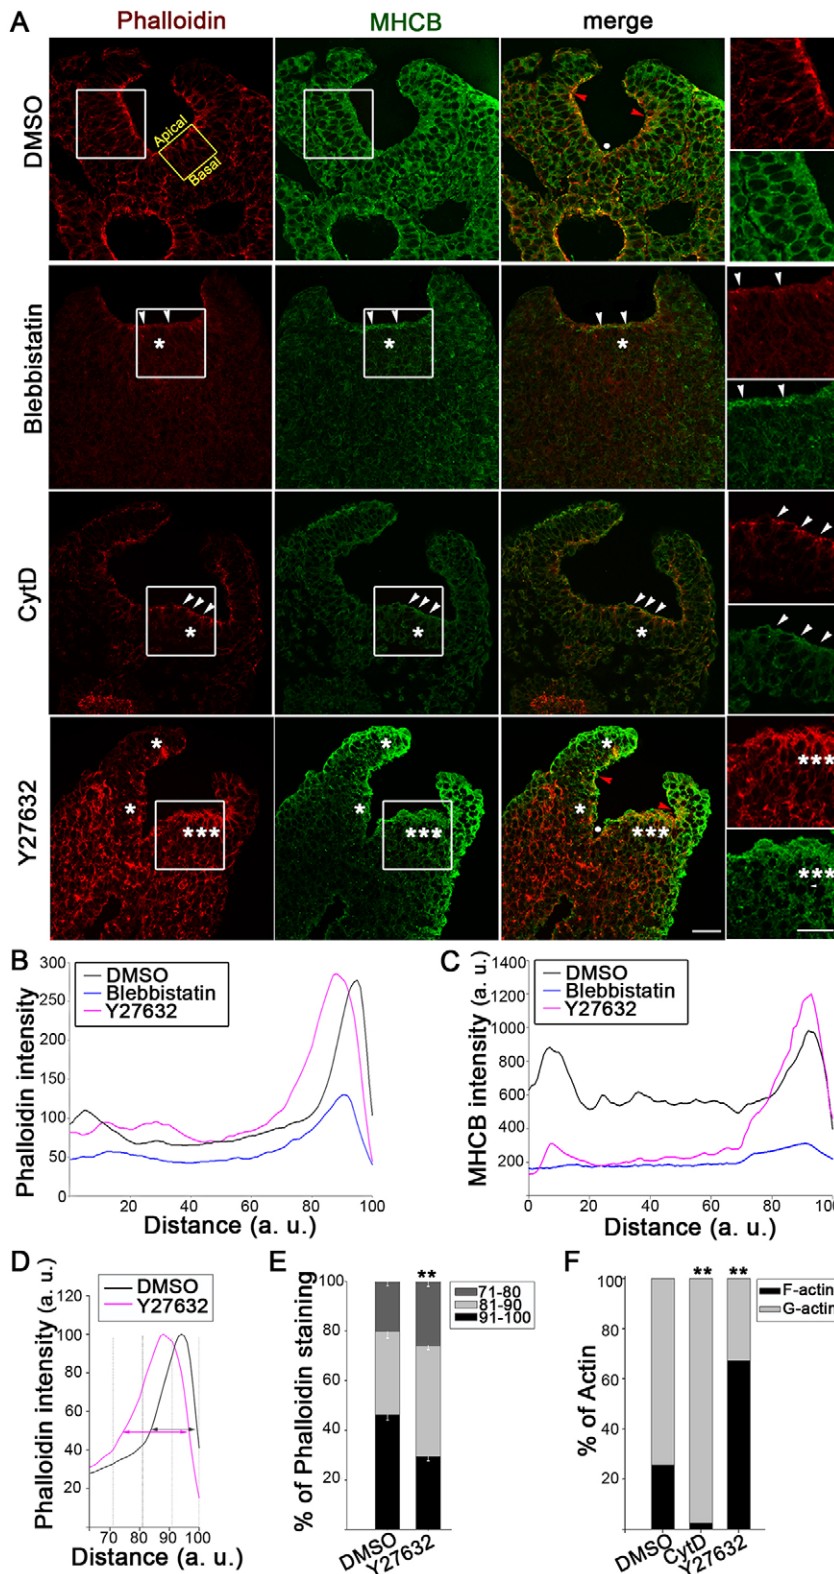 A
Phalloidin
MHCB
merge
DMSO
Apical
Basal
Blebbistatin
*
*
*
CytD
*
*
*
Y27632
*
*
*
*
*
*
***
***
***
***
***
B
300
250
200
150
100
50
0
Phalloidin intensity
DMSO
Blebbistatin
Y27632
20
40
60
80
100
Distance (a. u.)
C
1400
1200
1000
800
600
400
200
0
MHCB intensity (a. u.)
DMSO
Blebbistatin
Y27632
0
20
40
60
80
100
Distance (a. u.)
D
DMSO
Y27632
120
100
80
60
40
20
Phalloidin intensity (a. u.)
70
80
90
100
Distance (a. u.)
E
**
100
80
60
40
20
% of Phalloidin staining
71-80
81-90
91-100
DMSO
Y27632
F
**
**
100
80
60
40
20
% of Actin
F-actin
G-actin
DMSO
CytD
Y27632